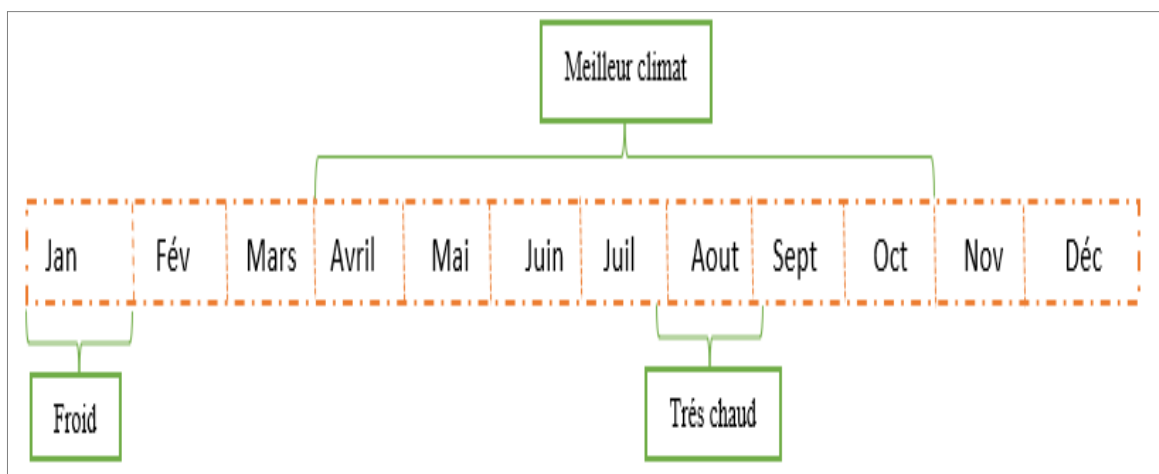 Meilleur climat
Jan Fév Mars Avril Mai Juin Juil Aout Sept Oct Nov Déc
Froid
Trés chaud